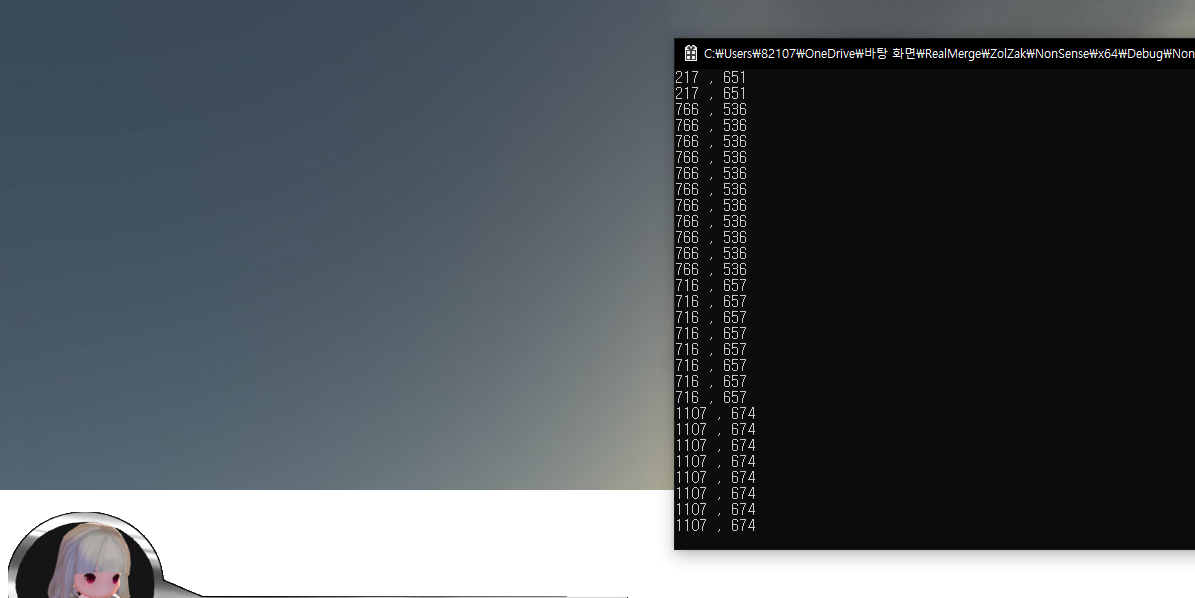 C:₩Users₩82107₩OneDrive₩바탕 화면₩RealMerge₩ZolZak₩NonSense₩x64₩Debug₩Non
217 , 651
217 , 651
766 , 536
766 , 536
766 , 536
766 , 536
766 , 536
766 , 536
766 , 536
766 , 536
766 , 536
766 , 536
766 , 536
716 , 657
716 , 657
716 , 657
716 , 657
716 , 657
716 , 657
716 , 657
716 , 657
1107 , 674
1107 , 674
1107 , 674
1107 , 674
1107 , 674
1107 , 674
1107 , 674
1107 , 674